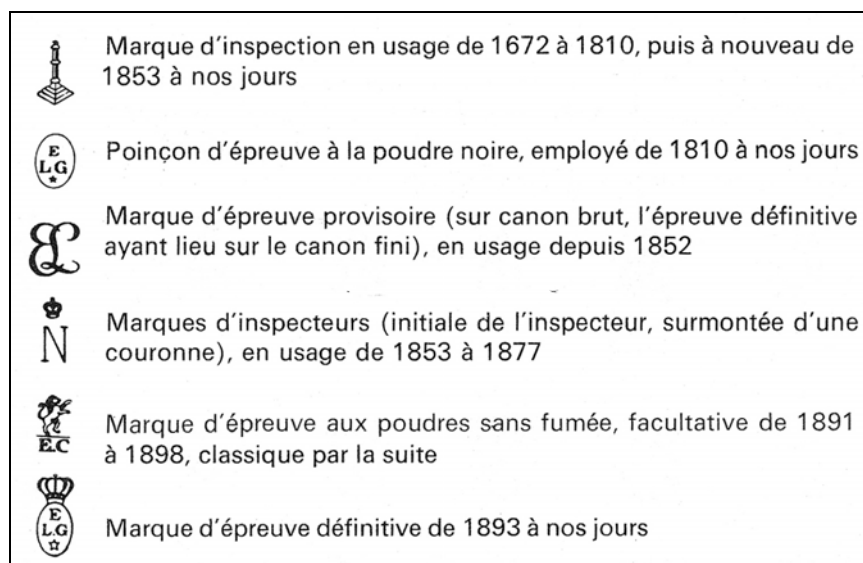 Marque d'inspection en usage de 1672 à 1810, puis à nouveau de
1853 à nos jours
E
LG
Poinçon d'épreuve à la poudre noire, employé de 1810 à nos jours
Marque d'épreuve provisoire (sur canon brut, l'épreuve définitive
ayant lieu sur le canon fini), en usage depuis 1852
EL
N
Marques d'inspecteurs (initiale de l'inspecteur, surmontée d'une
couronne), en usage de 1853 à 1877
E.C
Marque d'épreuve aux poudres sans fumée, facultative de 1891
à 1898, classique par la suite
E
L.G
Marque d'épreuve définitive de 1893 à nos jours